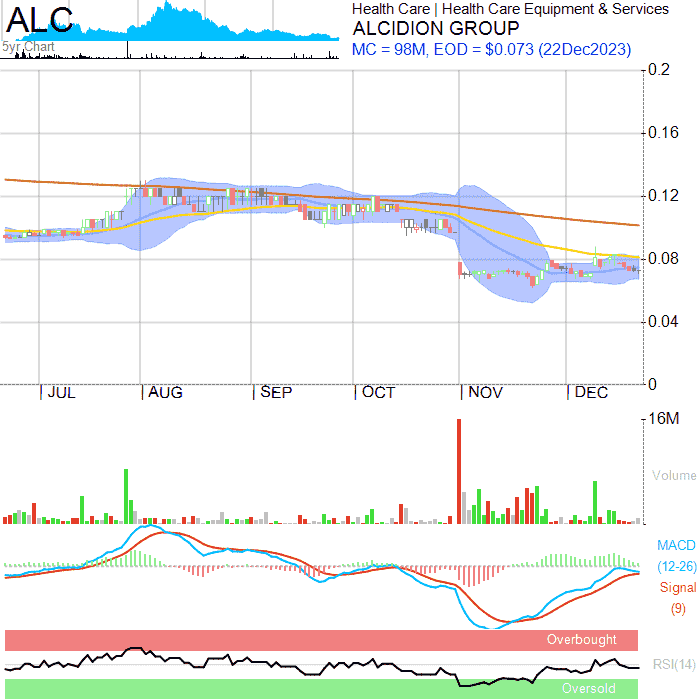 ALC
5yr Chart
Health Care | Health Care Equipment & Services
ALCIDION GROUP
MC = 98M, EOD = $0.073 (22Dec2023)
0.2
0.16
0.12
0.08
0.04
0
| JUL | AUG | SEP | OCT | NOV | DEC
16M
Volume
MACD
(12-26)
Signal
(9)
Overbought
RSI(14)
Oversold